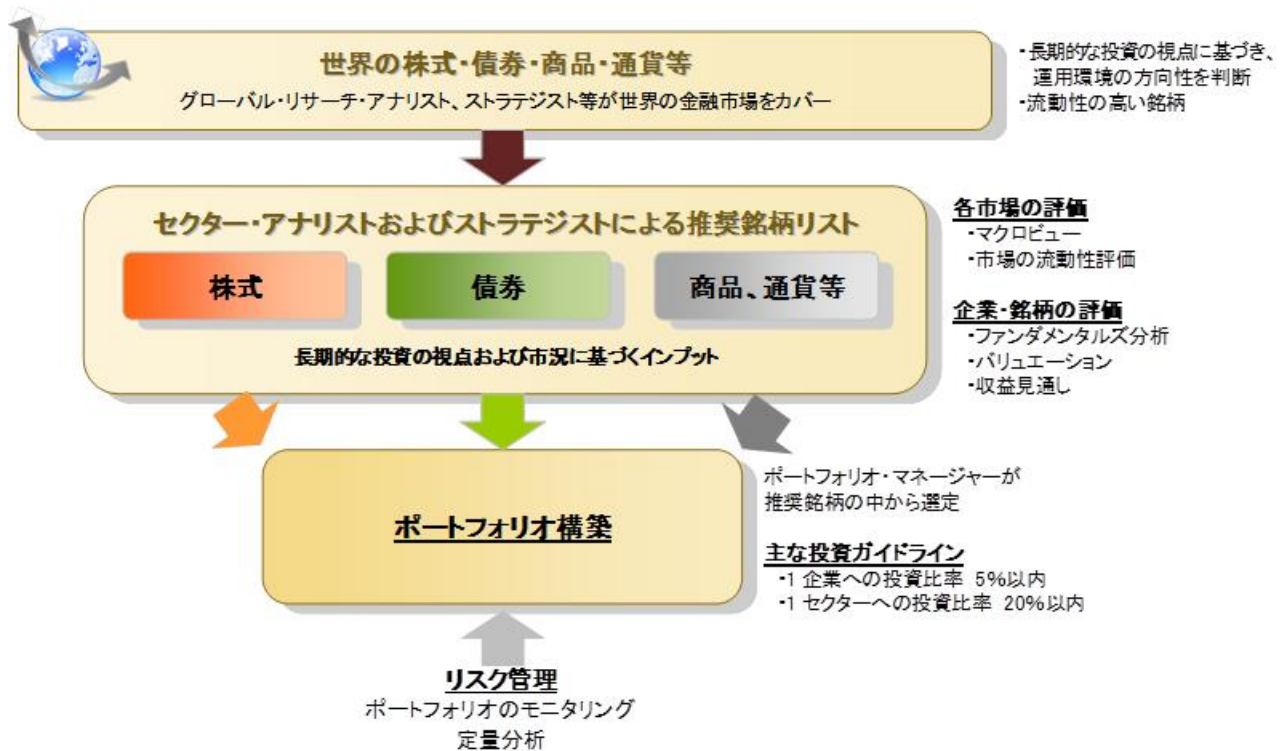 世界の株式・債券・商品・通貨等
グローバル・リサーチ・アナリスト、ストラテジスト等が世界の金融市場をカバー
・長期的な投資の視点に基づき、
運用環境の方向性を判断
・流動性の高い銘柄
セクター・アナリストおよびストラテジストによる推奨銘柄リスト
株式
債券
商品、通貨等
長期的な投資の視点および市況に基づくインプット
各市場の評価
・マクロビュー
・市場の流動性評価
企業・銘柄の評価
・ファンダメンタルズ分析
・バリュエーション
・収益見通し
ポートフォリオ構築
ポートフォリオ・マネージャーが
推奨銘柄の中から選定
主な投資ガイドライン
・1 企業への投資比率 5%以内
・1 セクターへの投資比率 20%以内
リスク管理
ポートフォリオのモニタリング
定量分析